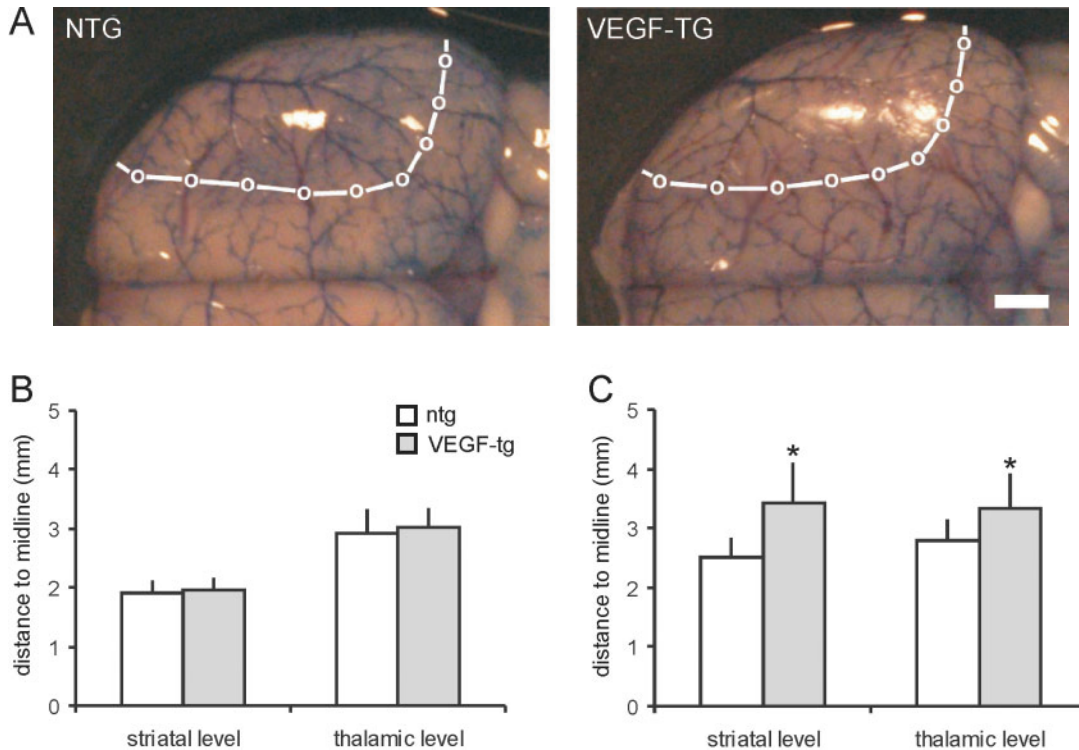 A
NTG
VEGF-TG
B
distance to midline (mm)
5
4
3
2
1
0
ntg
VEGF-tg
striatal level
thalamic level
C
distance to midline (mm)
5
4
3
2
1
0
*
*
striatal level
thalamic level